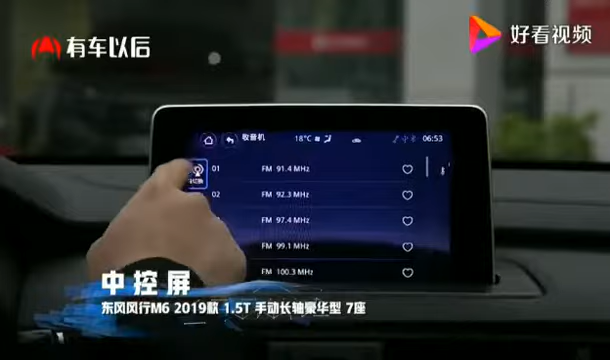 有车以后
好看视频
收音机 18°C 06:53
01 FM 91.4 MHz
02 FM 92.3 MHz
FM 97.4 MHz
FM 99.1 MHz
FM 100.3 MHz
中控屏
东风风行M6 2019款 1.5T 手动长轴豪华型 7座